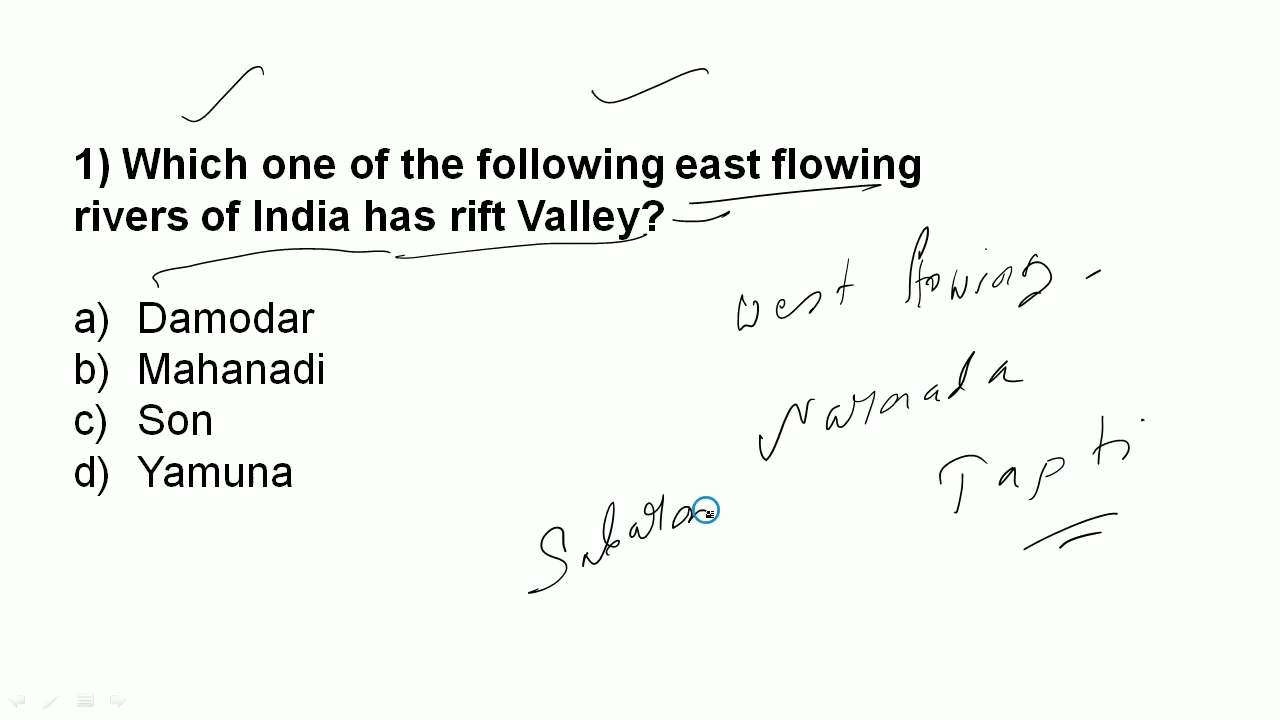 1) Which one of the following east flowing
rivers of India has rift Valley?
a) Damodar
b) Mahanadi
c) Son
d) Yamuna
west flowing -
Narmada
Tapti